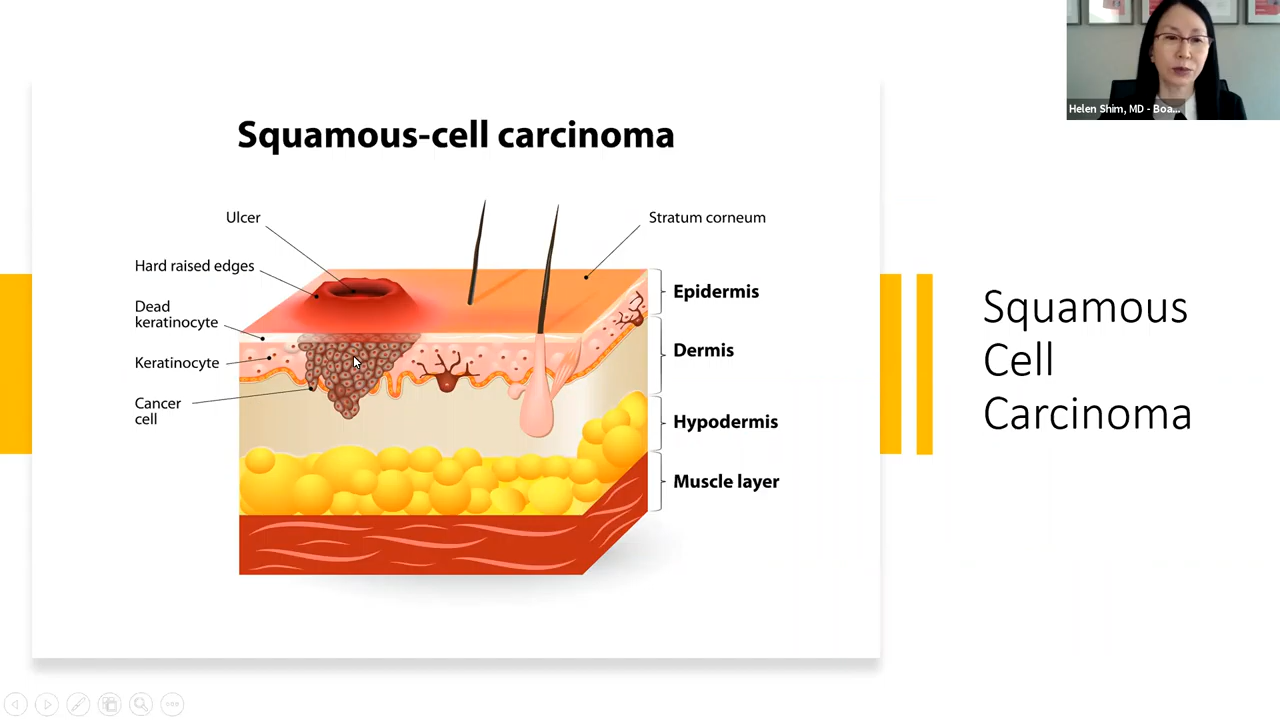 Helen Shim, MD - Boa...
Squamous-cell carcinoma
Ulcer
Stratum corneum
Hard raised edges
Epidermis
Dead
keratinocyte
Dermis
Keratinocyte
Cancer
cell
Hypodermis
Muscle layer
Squamous
Cell
Carcinoma